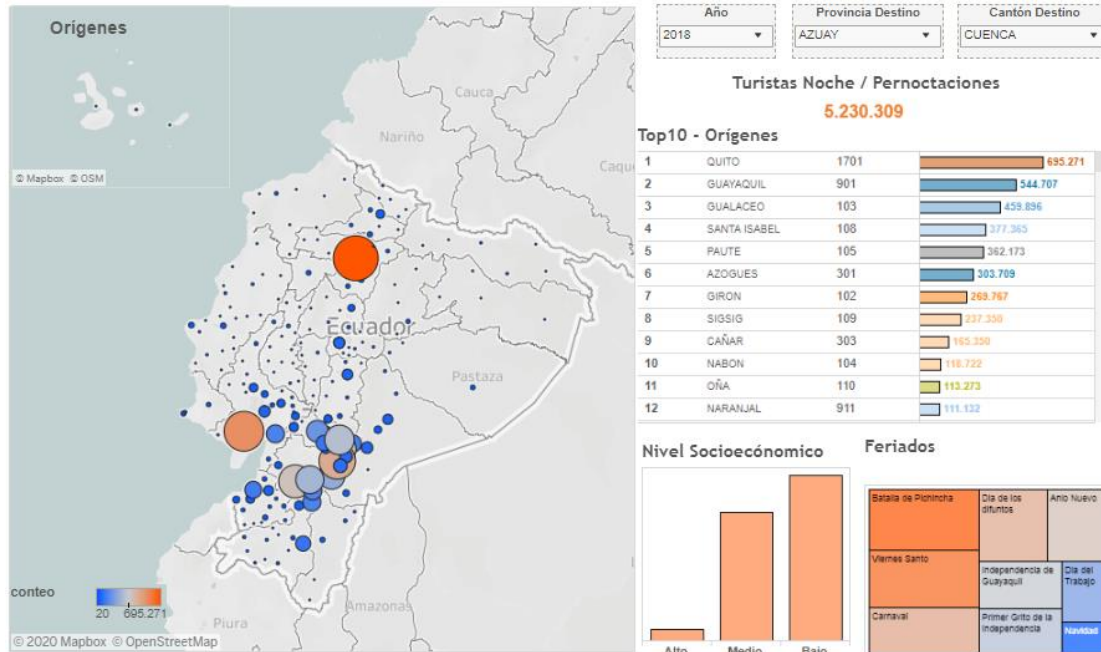 Orígenes
© Mapbox © OSM
Cauca
Nariño
Ecuador
Pastaza
Amazonas
Piura
conteo
20 695.271
© 2020 Mapbox © OpenStreetMap
Año Provincia Destino Cantón Destino
2018 AZUAY CUENCA
Turistas Noche / Pernoctaciones
5.230.309
Top10 - Orígenes
1 QUITO 1701 695.271
2 GUAYAQUIL 901 544.707
3 GUALACEO 103 459.896
4 SANTA ISABEL 108 377.365
5 PAUTE 105 362.173
6 AZOGUES 301 303.709
7 GIRON 102 269.767
8 SIGSIG 109 237.350
9 CAÑAR 303 165.350
10 NABON 104 118.722
11 OÑA 110 113.273
12 NARANJAL 911 111.132
Nivel Socioecónomico
Alto Medio Bajo
Feriados
Batalla de Pichincha
Viernes Santo
Carnaval
Dia de los
difuntos
Anio Nuevo
Independencia de
Guayaquil
Dia del
Trabajo
Primer Grito de la
Independencia
Navidad